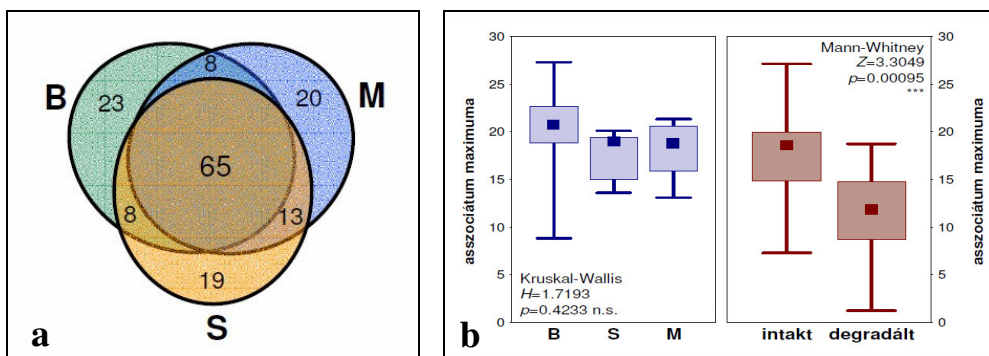 8
B
23
20
M
65
8
13
19
S
a
asszociátum maximuma
30
25
20
15
10
5
0
Kruskal-Wallis
H=1.7193
p=0.4233 n.s.
B S M
b
Mann-Whitney
Z=3.3049
p=0.00095
***
intakt degradált
30
25
20
15
10
5
0
asszociátum maximuma